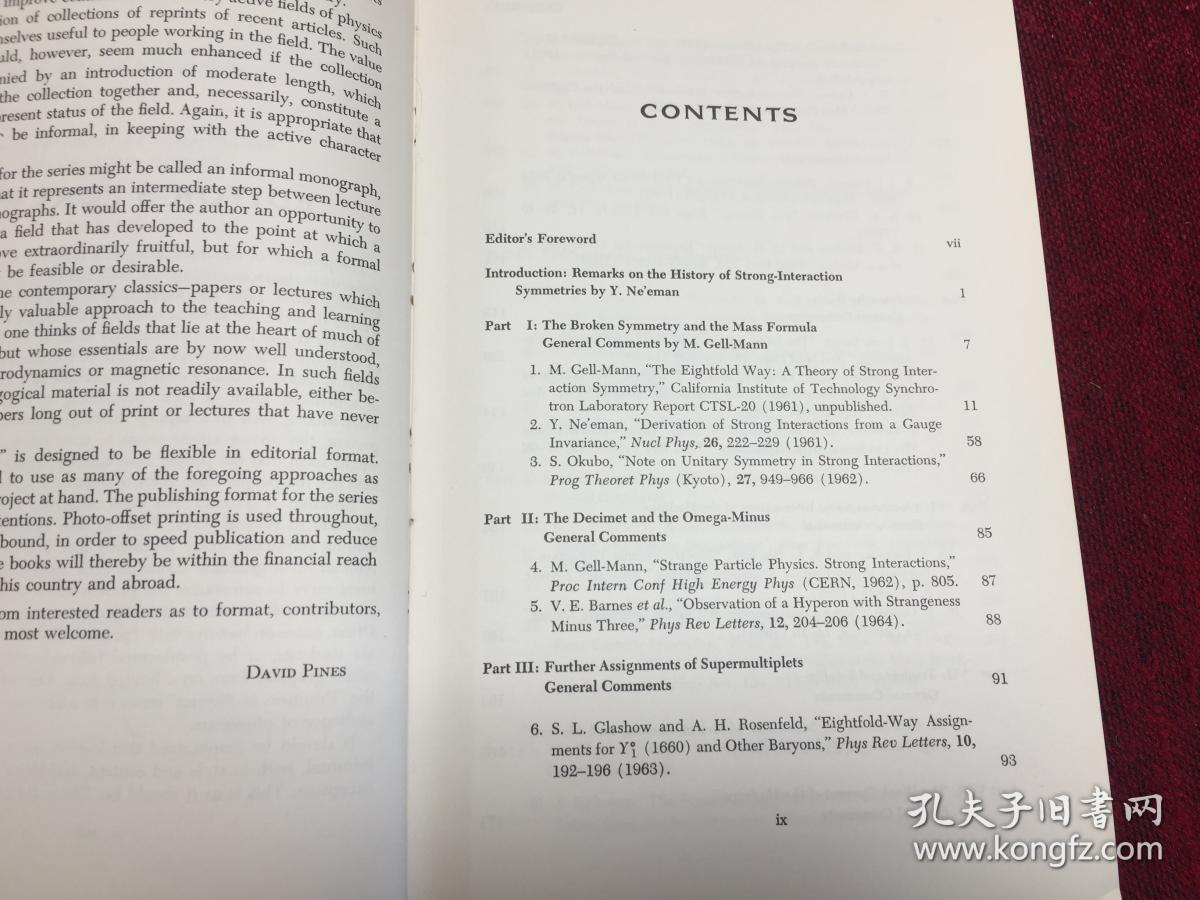 active fields of physics
ion of collections of reprints of recent articles. Such
nselves useful to people working in the field. The value
uld, however, seem much enhanced if the collection
nied by an introduction of moderate length, which
the collection together and, necessarily, constitute a
present status of the field. Again, it is appropriate that
be informal, in keeping with the active character
for the series might be called an informal monograph,
at it represents an intermediate step between lecture
nographs. It would offer the author an opportunity to
a field that has developed to the point at which a
ve extraordinarily fruitful, but for which a formal
be feasible or desirable.
ne contemporary classics—papers or lectures which
ly valuable approach to the teaching and learning
one thinks of fields that lie at the heart of much of
but whose essentials are by now well understood,
rodynamics or magnetic resonance. In such fields
gogical material is not readily available, either be-
pers long out of print or lectures that have never
” is designed to be flexible in editorial format.
l to use as many of the foregoing approaches as
roject at hand. The publishing format for the series
tentions. Photo-offset printing is used throughout,
bound, in order to speed publication and reduce
e books will thereby be within the financial reach
his country and abroad.
om interested readers as to format, contributors,
most welcome.
DAVID PINES
CONTENTS
Editor's Foreword vii
Introduction: Remarks on the History of Strong-Interaction
Symmetries by Y. Ne'eman 1
Part I: The Broken Symmetry and the Mass Formula
General Comments by M. Gell-Mann 7
1. M. Gell-Mann, “The Eightfold Way: A Theory of Strong Inter-
action Symmetry,” California Institute of Technology Synchro-
tron Laboratory Report CTSL-20 (1961), unpublished. 11
2. Y. Ne'eman, “Derivation of Strong Interactions from a Gauge
Invariance,” Nucl Phys, 26, 222–229 (1961). 58
3. S. Okubo, “Note on Unitary Symmetry in Strong Interactions,”
Prog Theoret Phys (Kyoto), 27, 949–966 (1962). 66
Part II: The Decimet and the Omega-Minus
General Comments 85
4. M. Gell-Mann, “Strange Particle Physics. Strong Interactions,”
Proc Intern Conf High Energy Phys (CERN, 1962), p. 805. 87
5. V. E. Barnes et al., “Observation of a Hyperon with Strangeness
Minus Three,” Phys Rev Letters, 12, 204–206 (1964). 88
Part III: Further Assignments of Supermultiplets
General Comments 91
6. S. L. Glashow and A. H. Rosenfeld, “Eightfold-Way Assign-
ments for Y₁* (1660) and Other Baryons,” Phys Rev Letters, 10,
192–196 (1963). 93
ix
孔夫子旧书网
www.kongfz.com